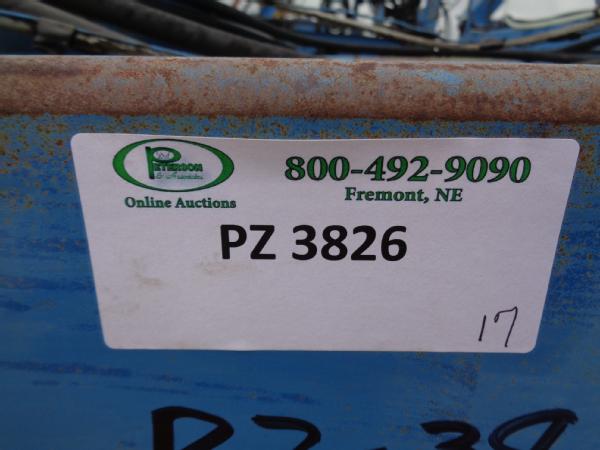 PETERSON
& Associates
800-492-9090
Online Auctions
Fremont, NE
PZ 3826
17